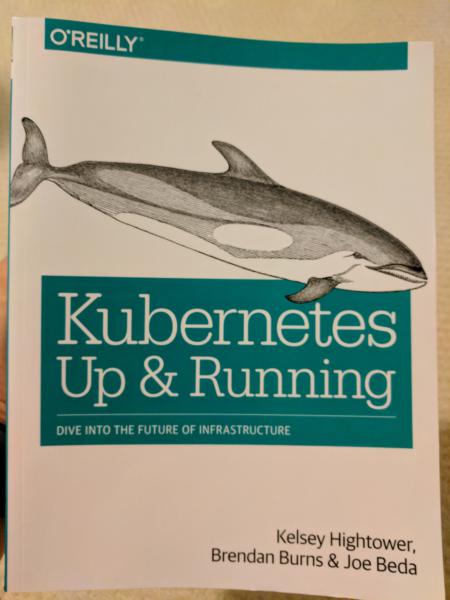 O'REILLY®
Kubernetes
Up & Running
DIVE INTO THE FUTURE OF INFRASTRUCTURE
Kelsey Hightower,
Brendan Burns & Joe Beda